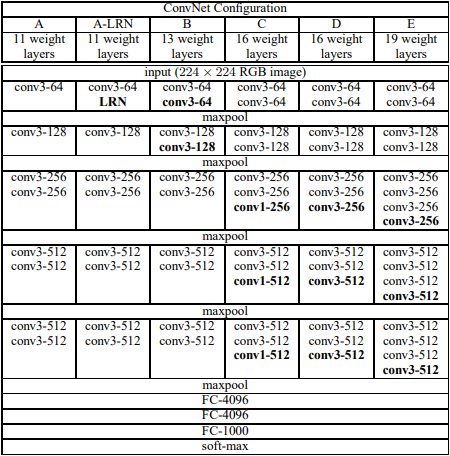 ConvNet Configuration
A A-LRN B C D E
11 weight layers 11 weight layers 13 weight layers 16 weight layers 16 weight layers 19 weight layers
input (224 × 224 RGB image)
conv3-64 conv3-64 conv3-64 conv3-64 conv3-64 conv3-64
LRN conv3-64 conv3-64 conv3-64 conv3-64
maxpool
conv3-128 conv3-128 conv3-128 conv3-128 conv3-128 conv3-128
conv3-128 conv3-128 conv3-128 conv3-128
maxpool
conv3-256 conv3-256 conv3-256 conv3-256 conv3-256 conv3-256
conv3-256 conv3-256 conv3-256 conv3-256 conv3-256 conv3-256
conv1-256 conv3-256 conv3-256
conv3-256
maxpool
conv3-512 conv3-512 conv3-512 conv3-512 conv3-512 conv3-512
conv3-512 conv3-512 conv3-512 conv3-512 conv3-512 conv3-512
conv1-512 conv3-512 conv3-512
conv3-512
maxpool
conv3-512 conv3-512 conv3-512 conv3-512 conv3-512 conv3-512
conv3-512 conv3-512 conv3-512 conv3-512 conv3-512 conv3-512
conv1-512 conv3-512 conv3-512
conv3-512
maxpool
FC-4096
FC-4096
FC-1000
soft-max